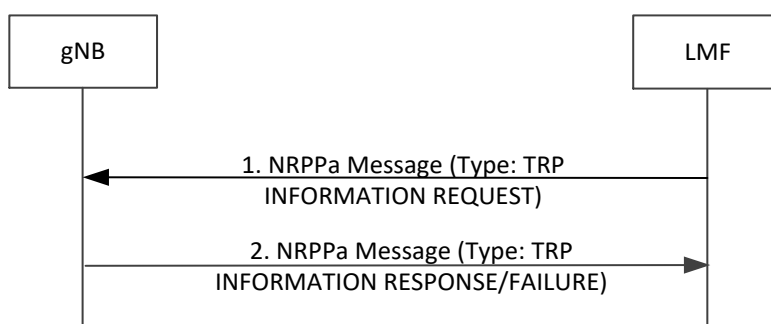 gNB
LMF
1. NRPPa Message (Type: TRP
INFORMATION REQUEST)
2. NRPPa Message (Type: TRP
INFORMATION RESPONSE/FAILURE)